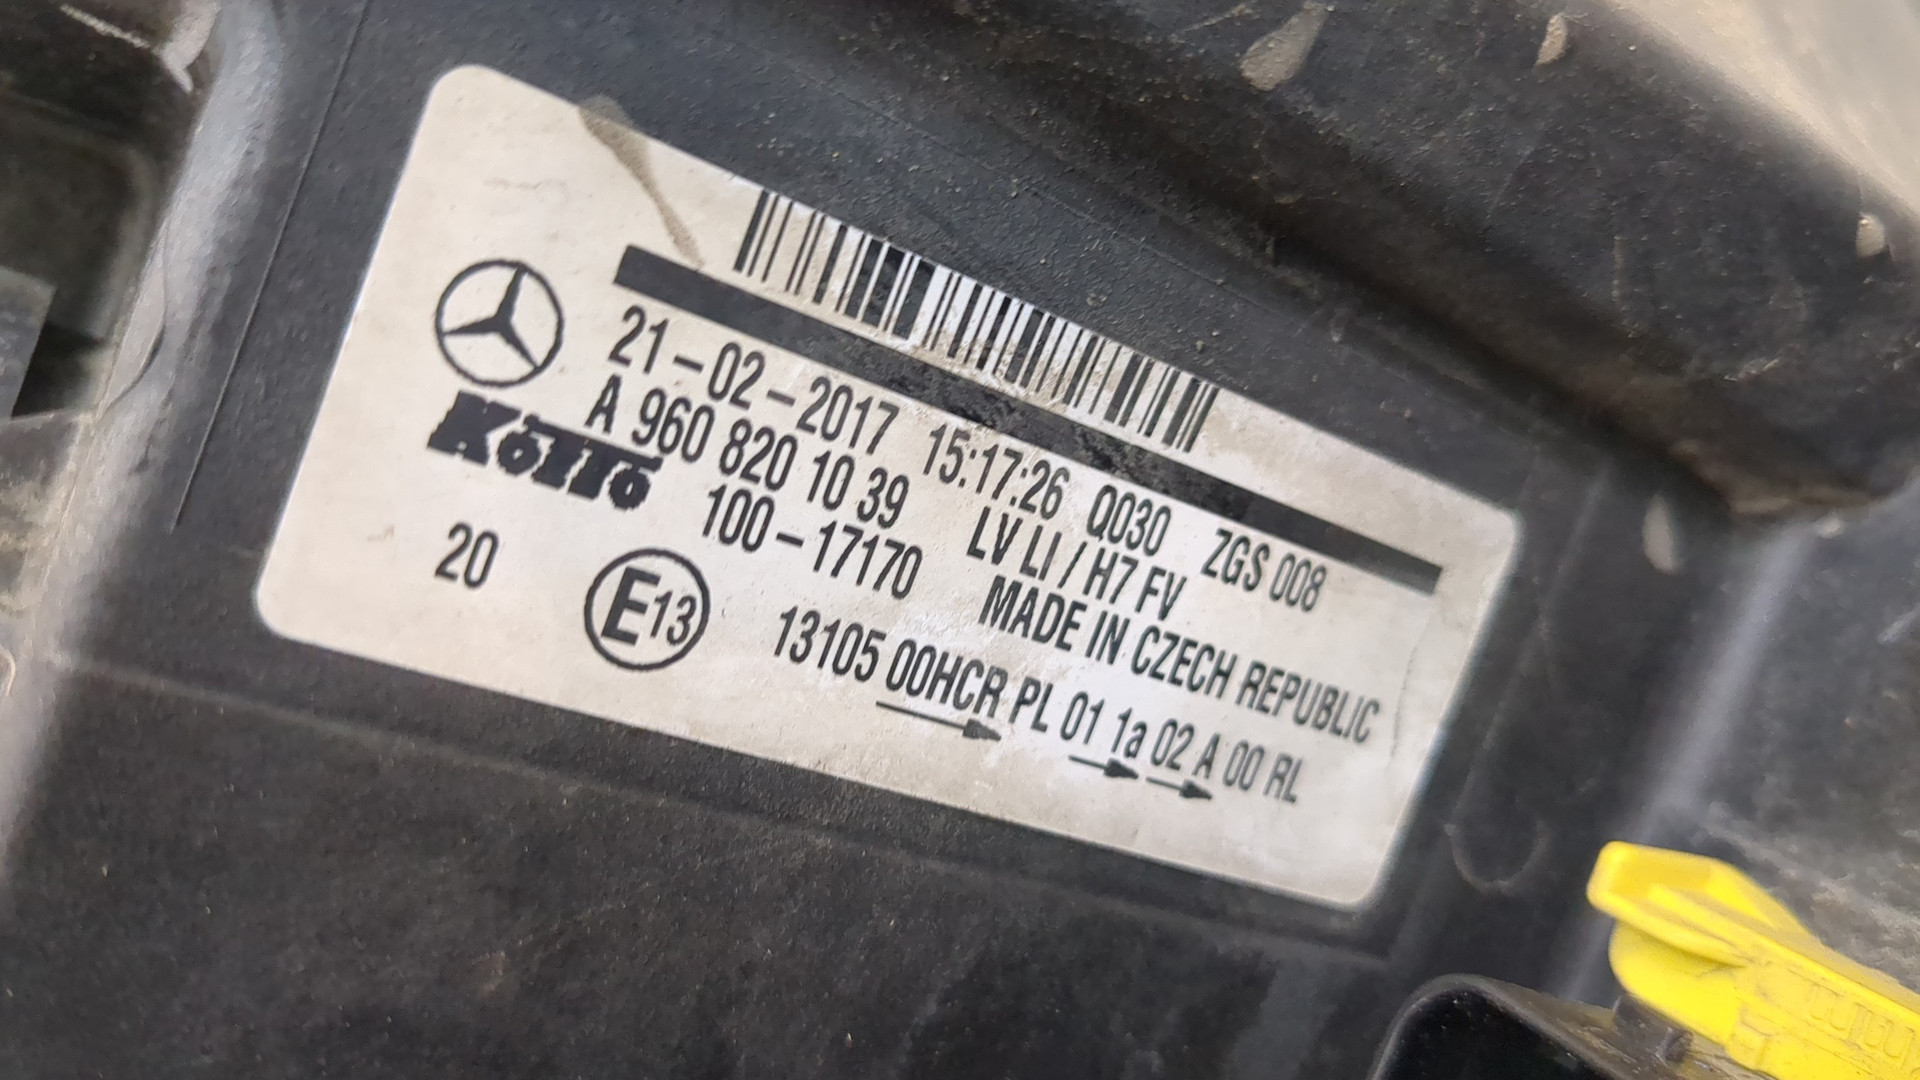 21-02-2017 15:17:26 Q030 ZGS 008
A 960 820 10 39 LV LI / H7 FV
KOITO 100-17170 MADE IN CZECH REPUBLIC
20 E13 13105 00HCR PL 01 1a 02 A 00 RL